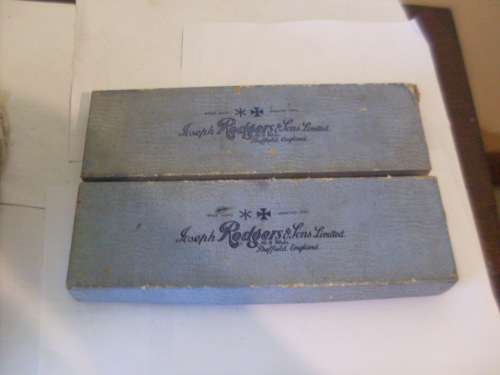 Joseph Rodgers & Sons Limited.
Sheffield, England.
Joseph Rodgers & Sons Limited.
Sheffield, England.